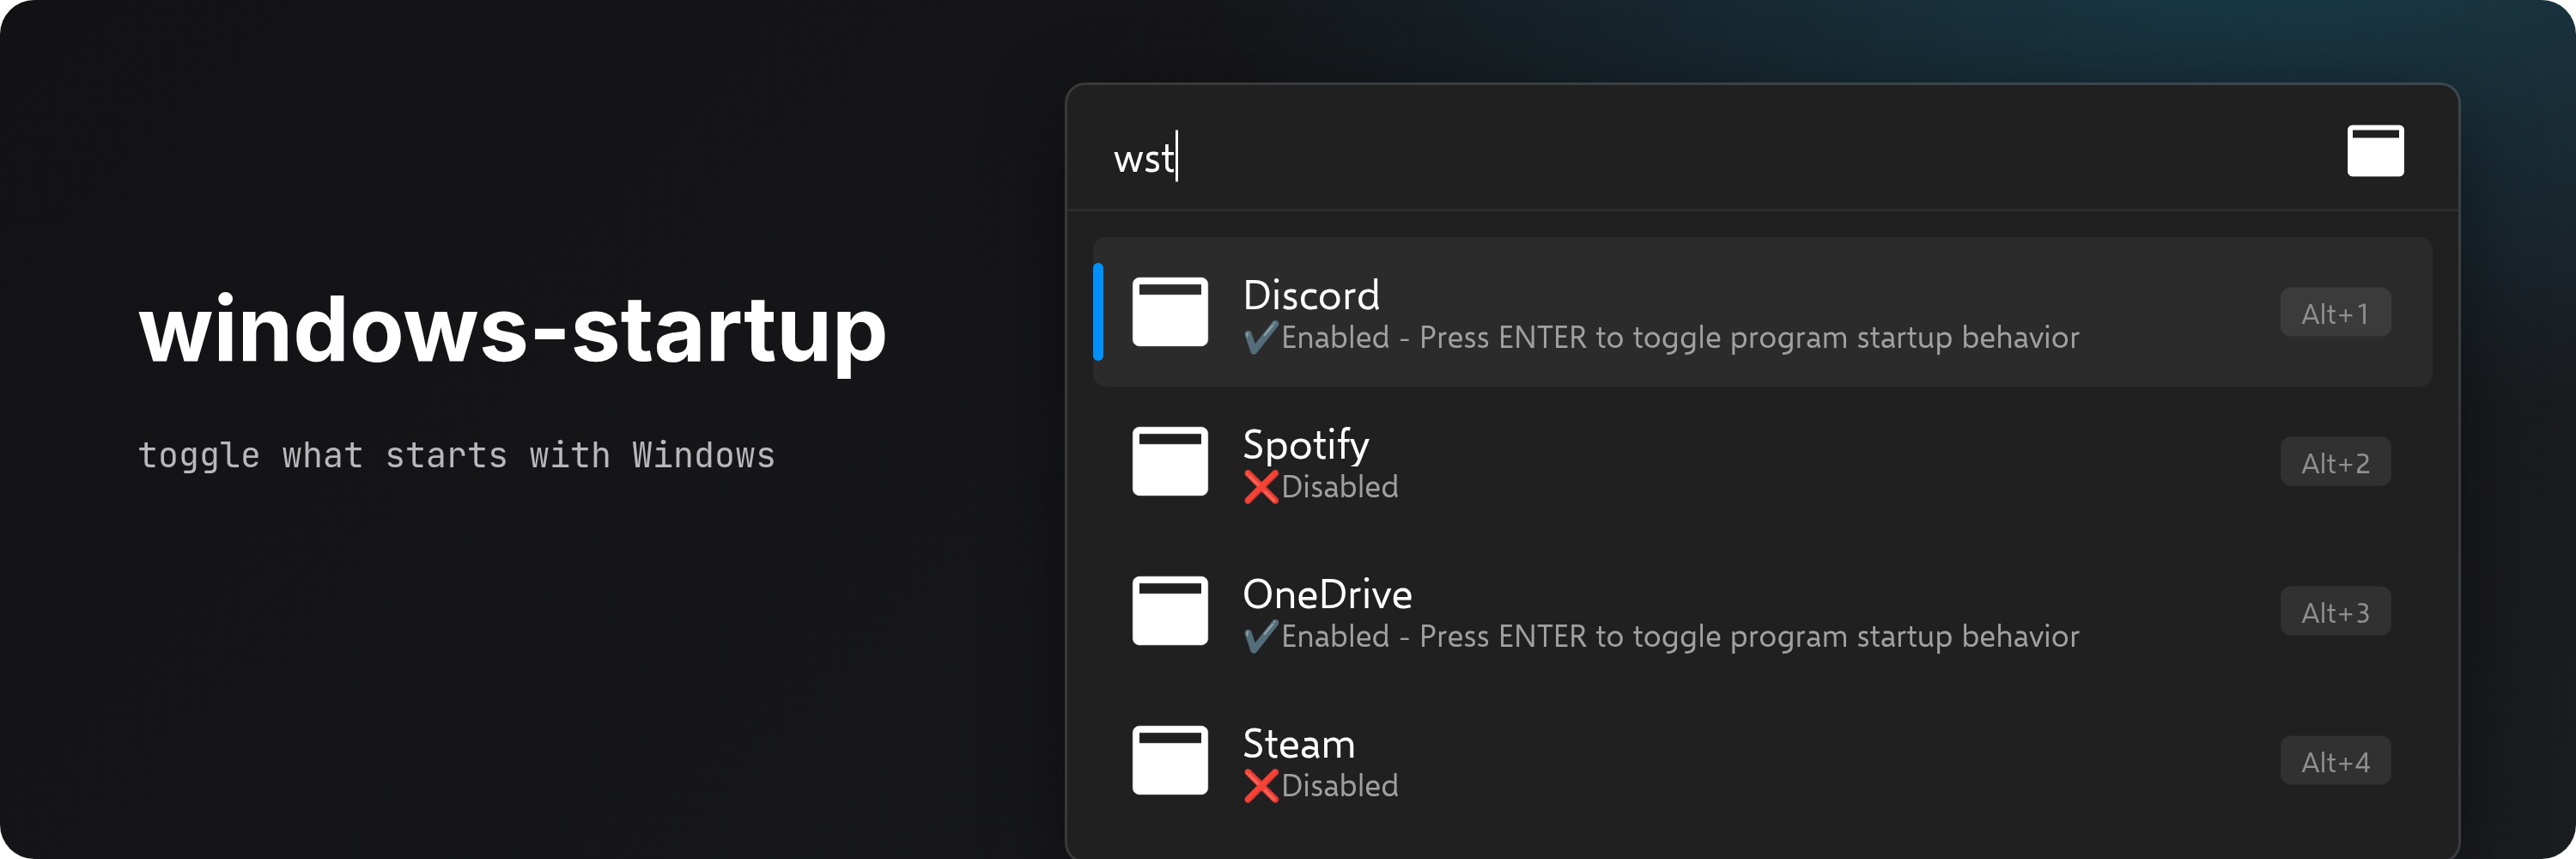 windows-startup
toggle what starts with Windows
wst
Discord
✔️Enabled - Press ENTER to toggle program startup behavior
Alt+1
Spotify
❌Disabled
Alt+2
OneDrive
✔️Enabled - Press ENTER to toggle program startup behavior
Alt+3
Steam
❌Disabled
Alt+4